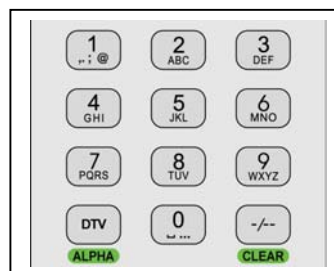 1 2 3
,. ; @ ABC DEF
4 5 6
GHI JKL MNO
7 8 9
PQRS TUV WXYZ
DTV 0 -/--
␣ ...
ALPHA CLEAR